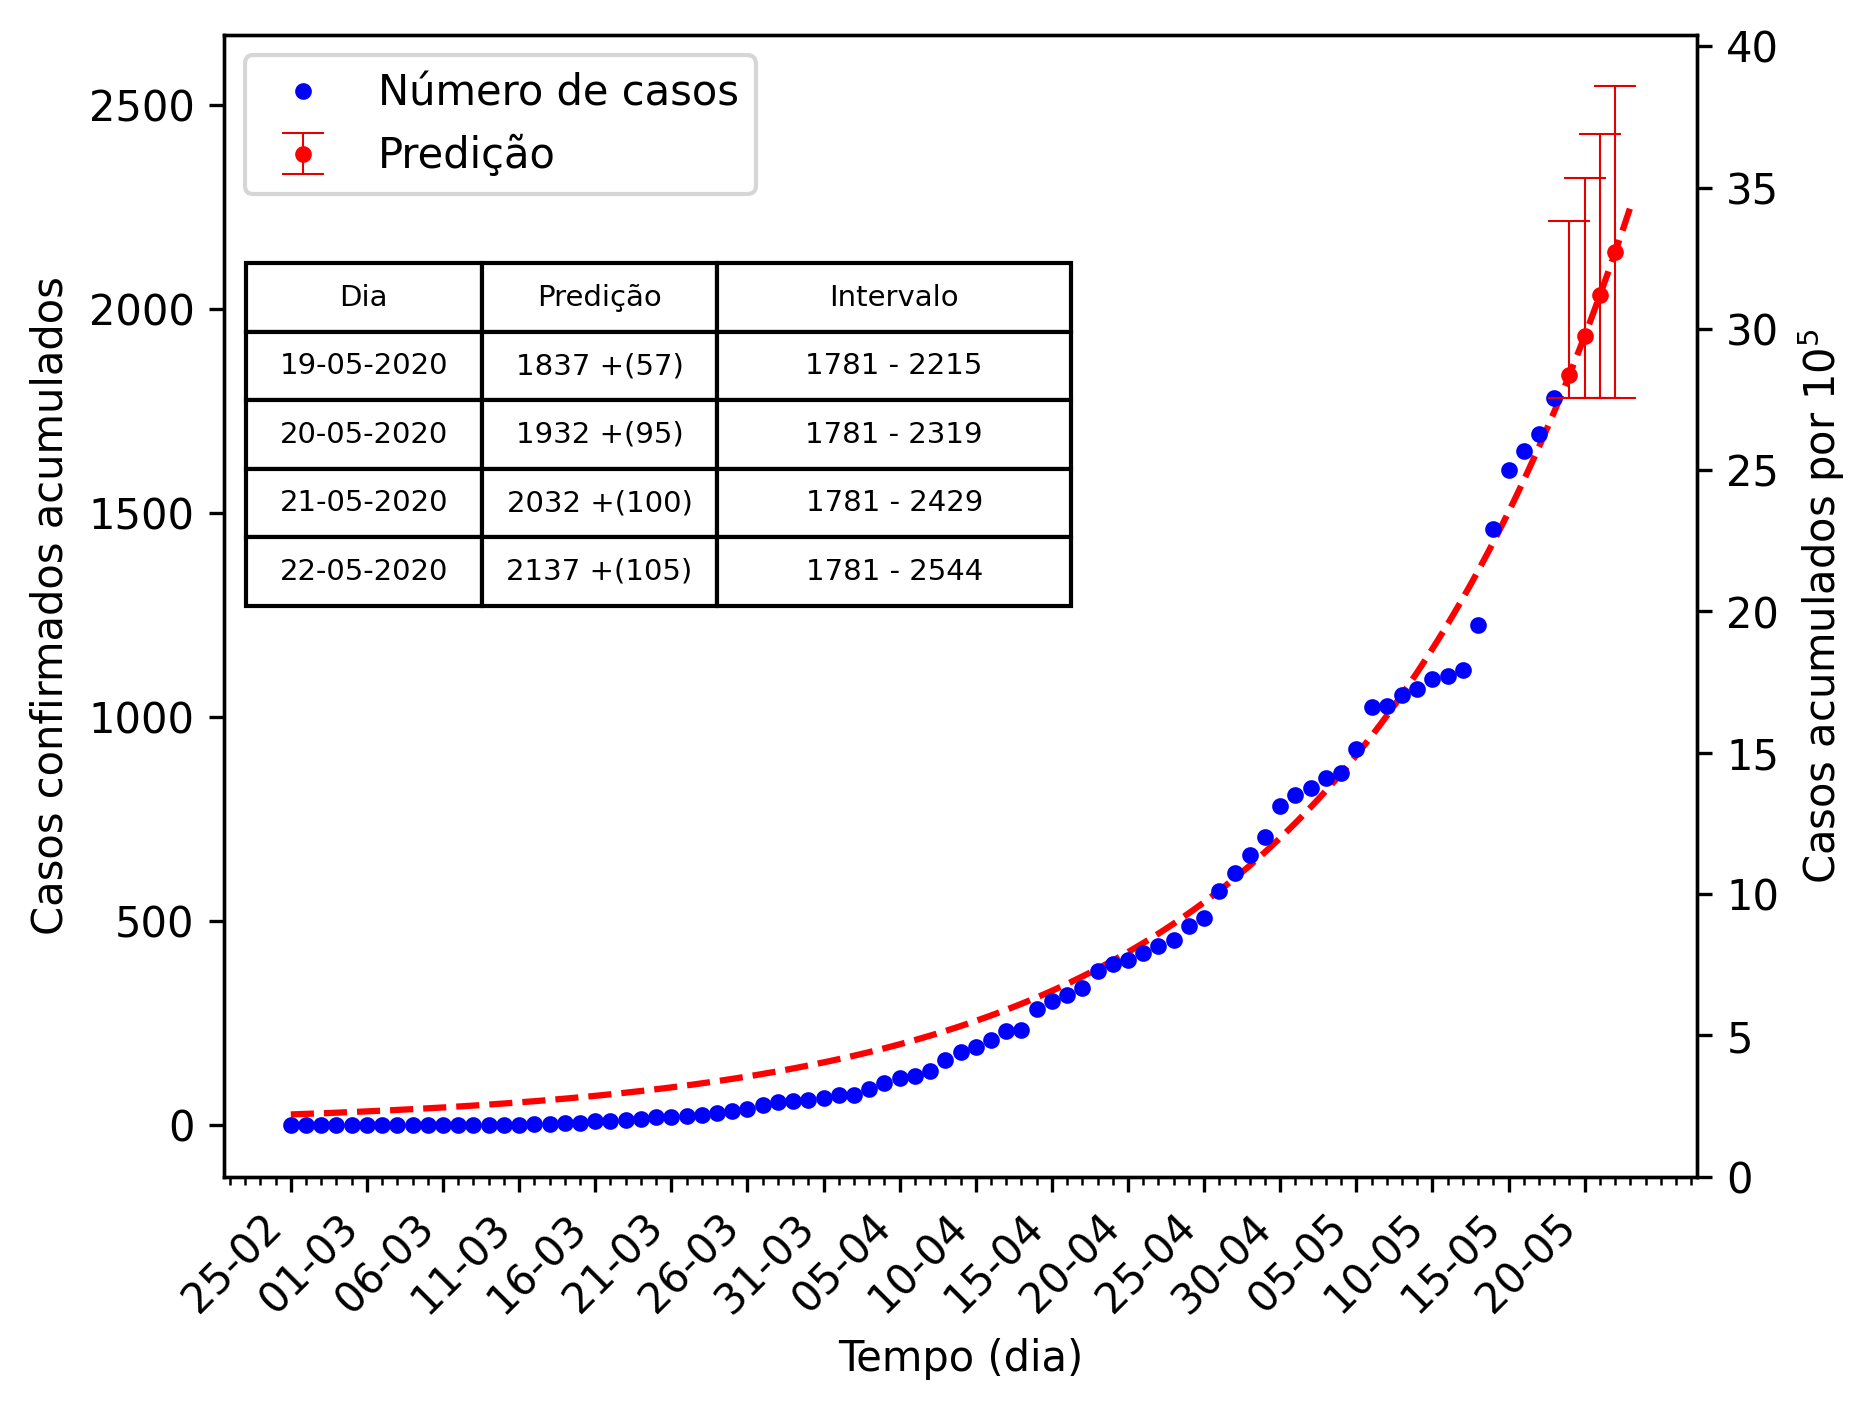 Número de casos
Predição
Dia Predição Intervalo
19-05-2020 1837 +(57) 1781 - 2215
20-05-2020 1932 +(95) 1781 - 2319
21-05-2020 2032 +(100) 1781 - 2429
22-05-2020 2137 +(105) 1781 - 2544
Casos confirmados acumulados
2500
2000
1500
1000
500
0
40
35
30
25
20
15
10
5
0
Casos acumulados por 10⁵
25-02 01-03 06-03 11-03 16-03 21-03 26-03 31-03 05-04 10-04 15-04 20-04 25-04 30-04 05-05 10-05 15-05 20-05
Tempo (dia)